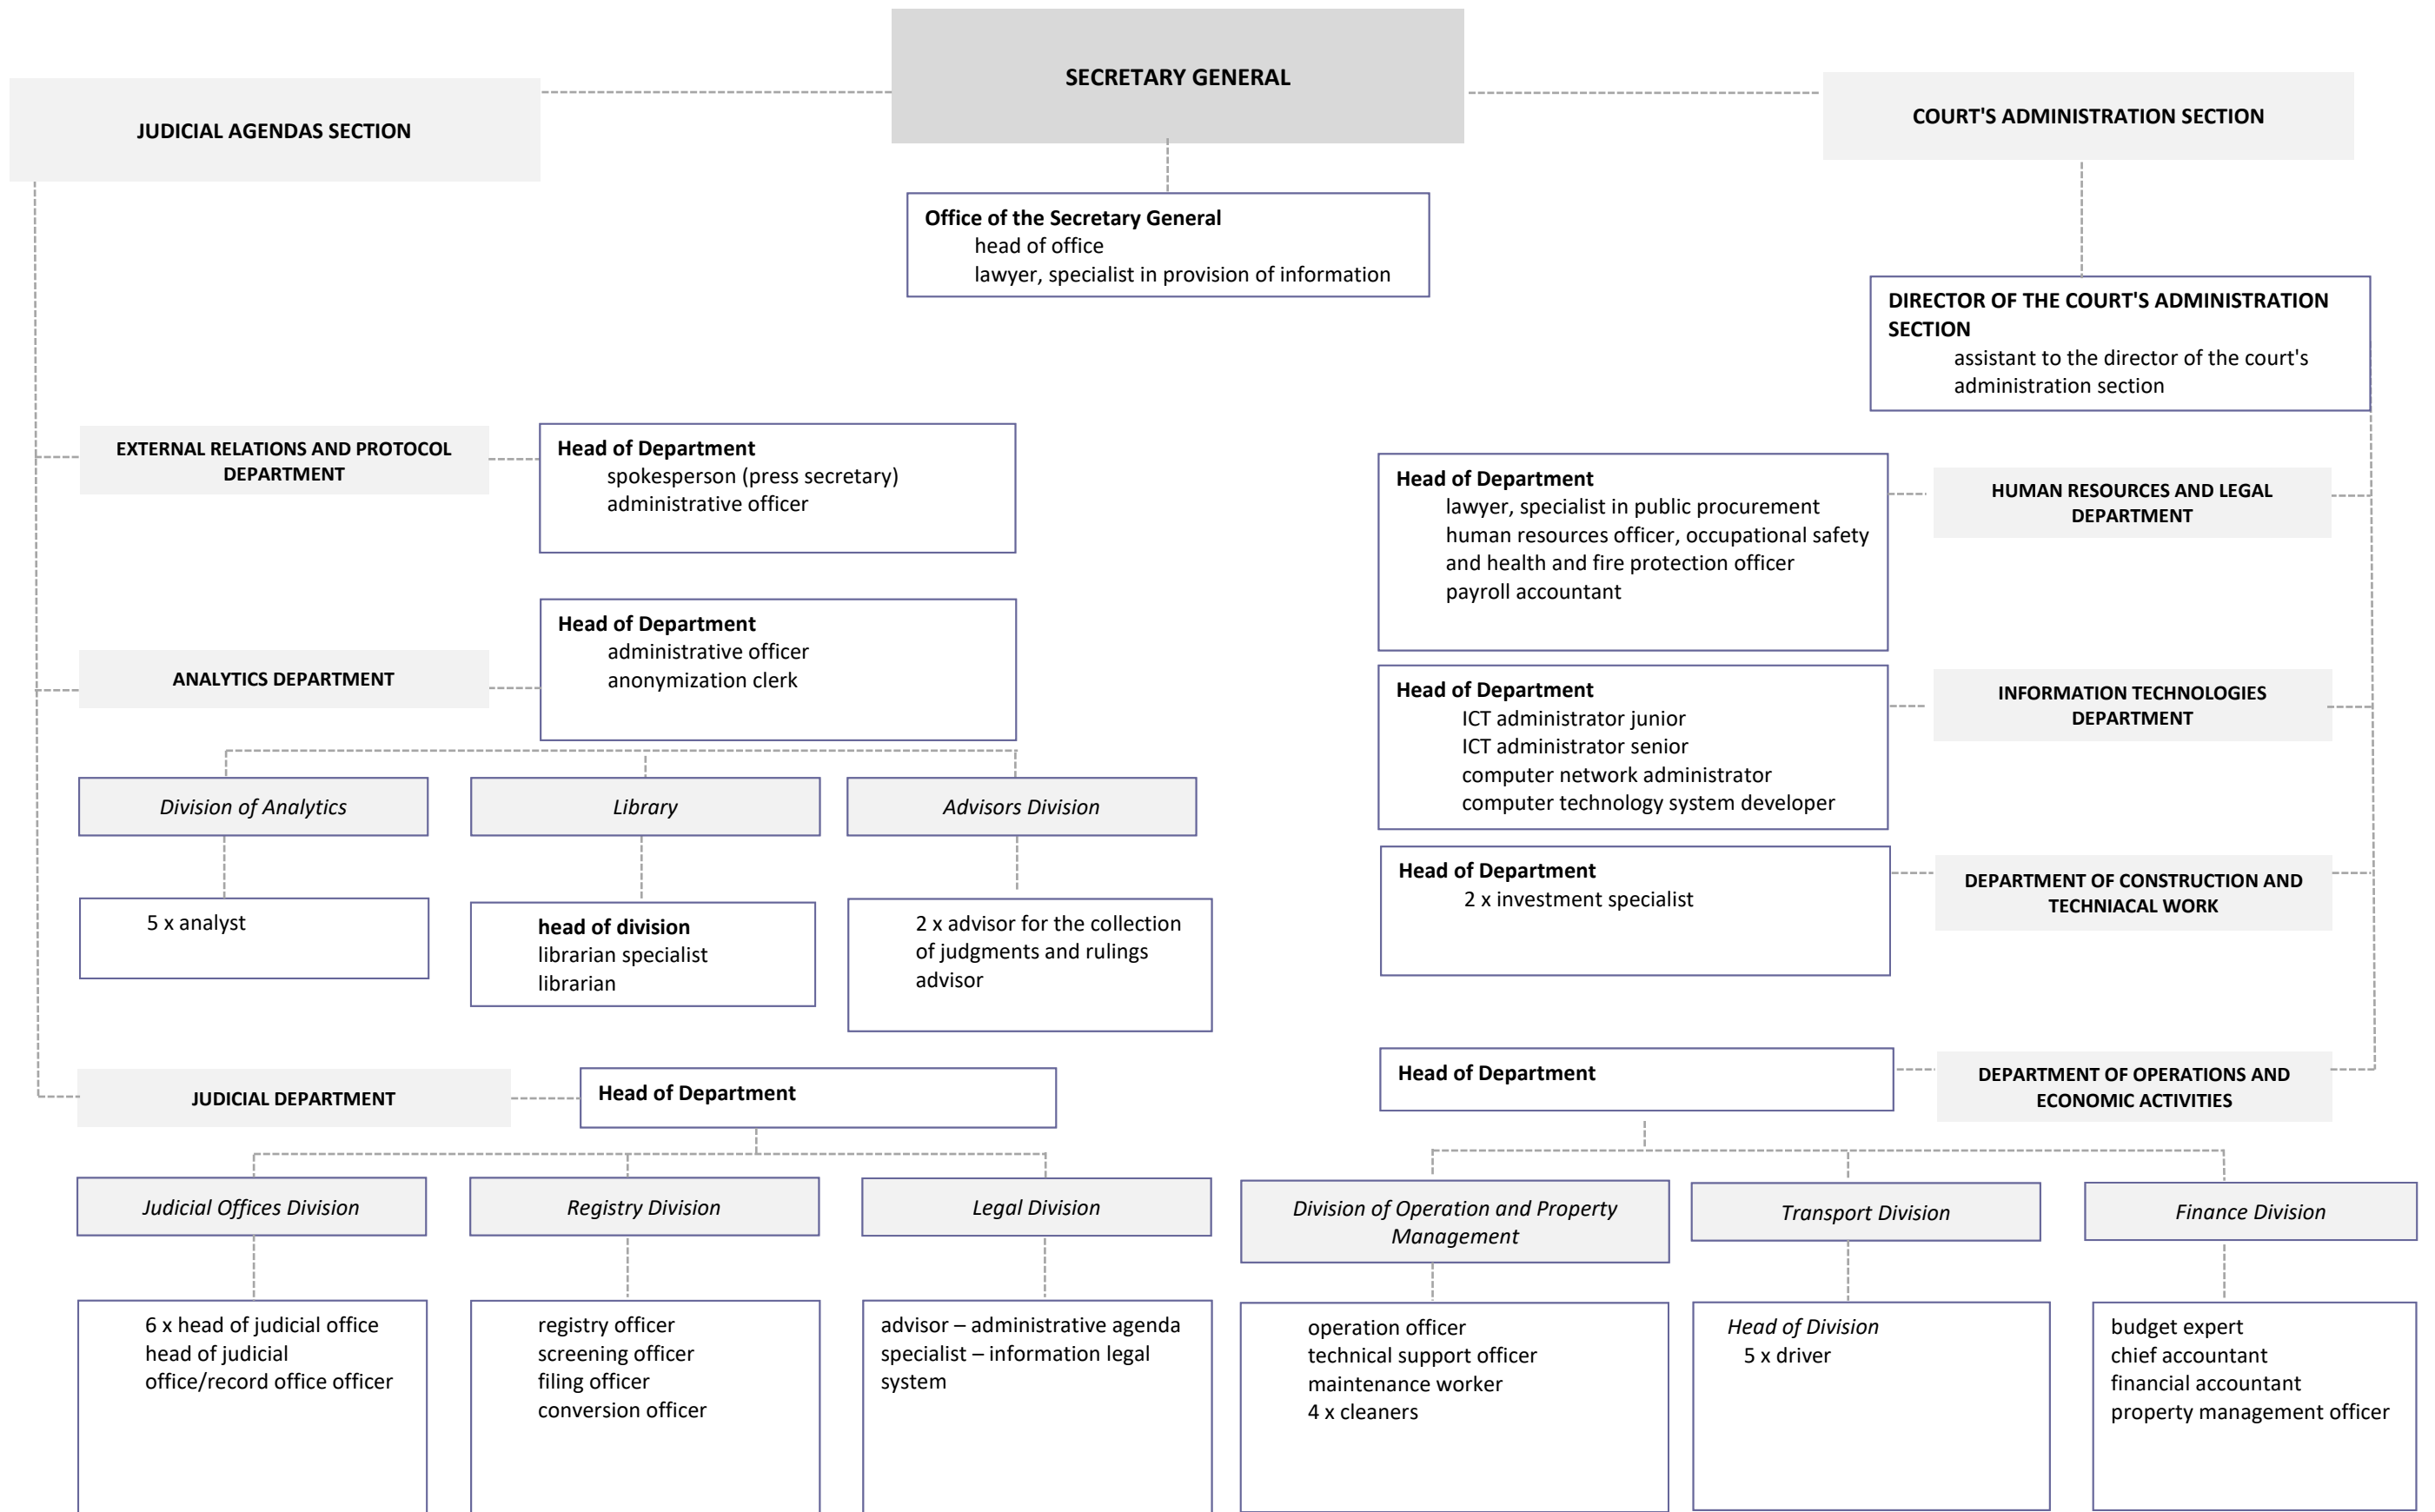 SECRETARY GENERAL
JUDICIAL AGENDAS SECTION
COURT'S ADMINISTRATION SECTION
Office of the Secretary General
head of office
lawyer, specialist in provision of information
DIRECTOR OF THE COURT'S ADMINISTRATION
SECTION
assistant to the director of the court's
administration section
EXTERNAL RELATIONS AND PROTOCOL
DEPARTMENT
Head of Department
spokesperson (press secretary)
administrative officer
Head of Department
lawyer, specialist in public procurement
human resources officer, occupational safety
and health and fire protection officer
payroll accountant
HUMAN RESOURCES AND LEGAL
DEPARTMENT
ANALYTICS DEPARTMENT
Head of Department
administrative officer
anonymization clerk
Head of Department
ICT administrator junior
ICT administrator senior
computer network administrator
computer technology system developer
INFORMATION TECHNOLOGIES
DEPARTMENT
Division of Analytics
Library
Advisors Division
5 x analyst
head of division
librarian specialist
librarian
2 x advisor for the collection
of judgments and rulings
advisor
Head of Department
2 x investment specialist
DEPARTMENT OF CONSTRUCTION AND
TECHNIACAL WORK
JUDICIAL DEPARTMENT
Head of Department
Head of Department
DEPARTMENT OF OPERATIONS AND
ECONOMIC ACTIVITIES
Judicial Offices Division
Registry Division
Legal Division
Division of Operation and Property
Management
Transport Division
Finance Division
6 x head of judicial office
head of judicial
office/record office officer
registry officer
screening officer
filing officer
conversion officer
advisor – administrative agenda
specialist – information legal
system
operation officer
technical support officer
maintenance worker
4 x cleaners
Head of Division
5 x driver
budget expert
chief accountant
financial accountant
property management officer